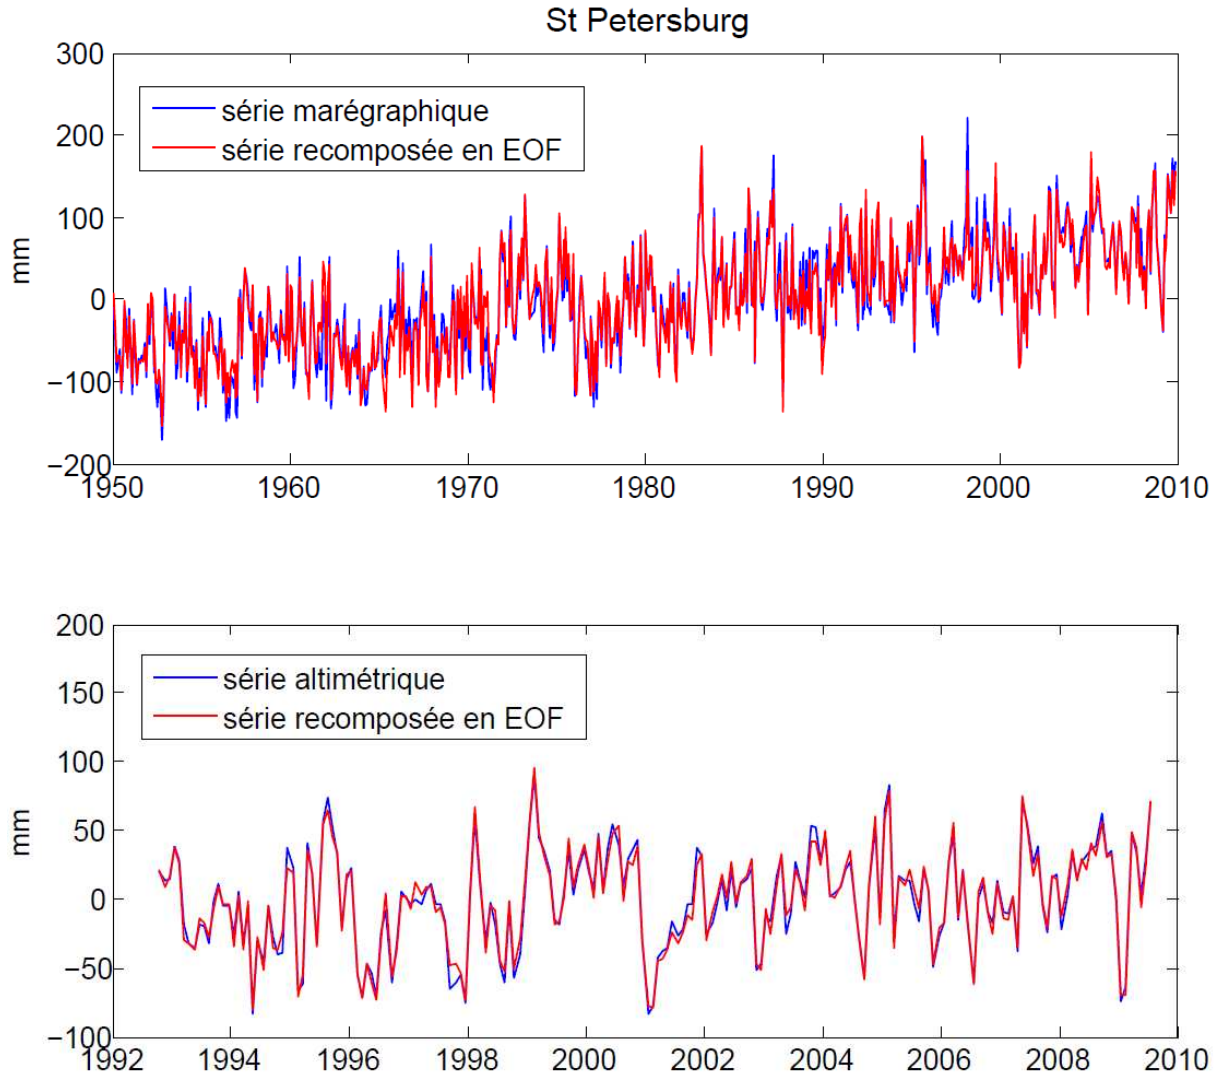 St Petersburg
300
200
100
0
−100
−200
mm
série marégraphique
série recomposée en EOF
1950 1960 1970 1980 1990 2000 2010
200
150
100
50
0
−50
−100
mm
série altimétrique
série recomposée en EOF
1992 1994 1996 1998 2000 2002 2004 2006 2008 2010